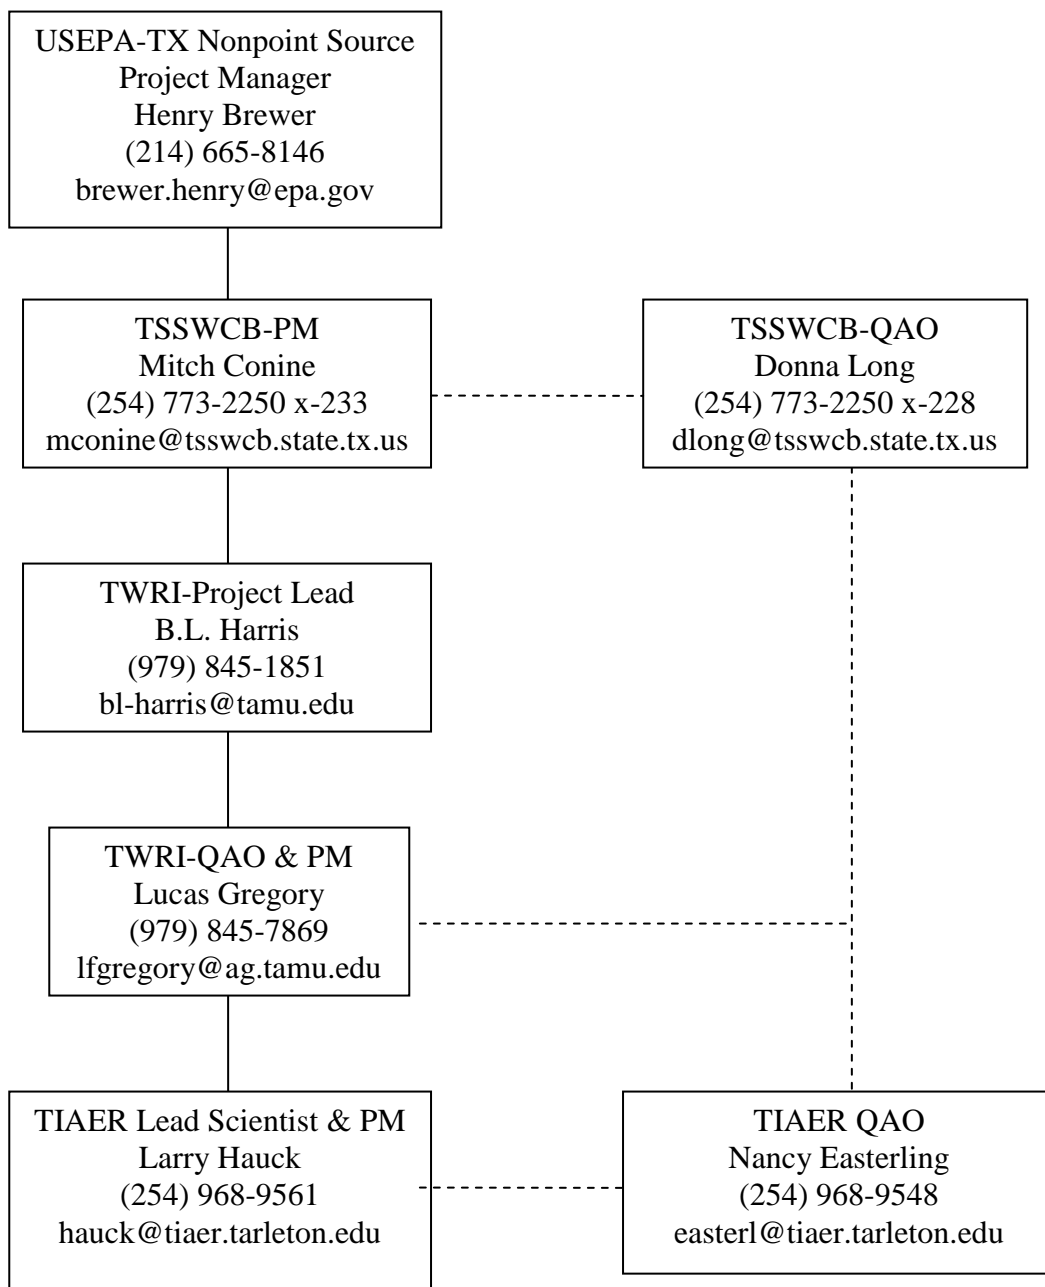 USEPA-TX Nonpoint Source
Project Manager
Henry Brewer
(214) 665-8146
brewer.henry@epa.gov
TSSWCB-PM
Mitch Conine
(254) 773-2250 x-233
mconine@tsswcb.state.tx.us
TSSWCB-QAO
Donna Long
(254) 773-2250 x-228
dlong@tsswcb.state.tx.us
TWRI-Project Lead
B.L. Harris
(979) 845-1851
bl-harris@tamu.edu
TWRI-QAO & PM
Lucas Gregory
(979) 845-7869
lfgregory@ag.tamu.edu
TIAER Lead Scientist & PM
Larry Hauck
(254) 968-9561
hauck@tiaer.tarleton.edu
TIAER QAO
Nancy Easterling
(254) 968-9548
easterl@tiaer.tarleton.edu